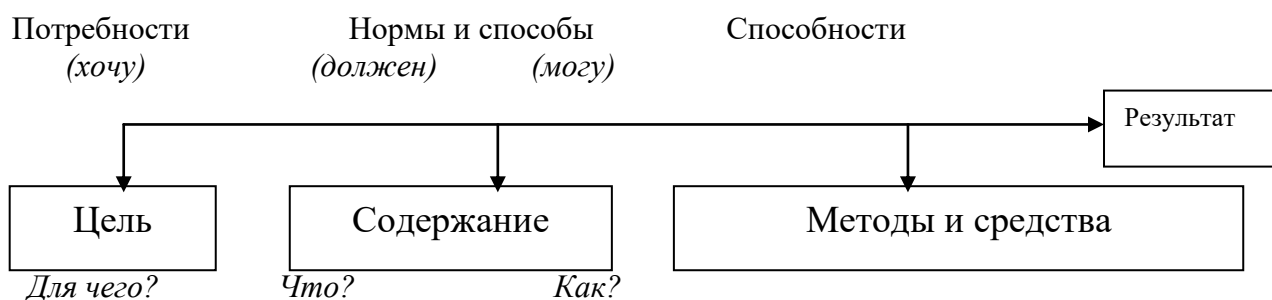 Потребности Нормы и способы Способности
(хочу) (должен) (могу)
Результат
Цель Содержание Методы и средства
Для чего? Что? Как?